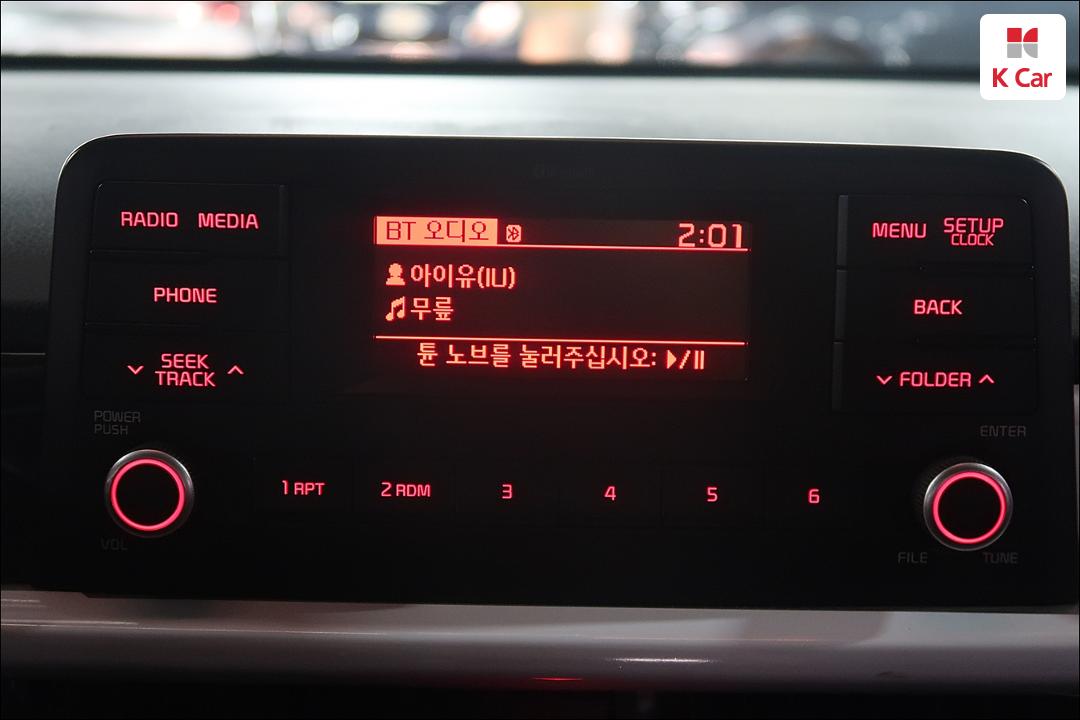 K Car
RADIO MEDIA
PHONE
SEEK
TRACK
POWER
PUSH
VOL
BT 오디오 2:01
아이유(IU)
무릎
튠 노브를 눌러주십시오: ▶/II
MENU SETUP
CLOCK
BACK
FOLDER
ENTER
FILE TUNE
1 RPT 2 RDM 3 4 5 6